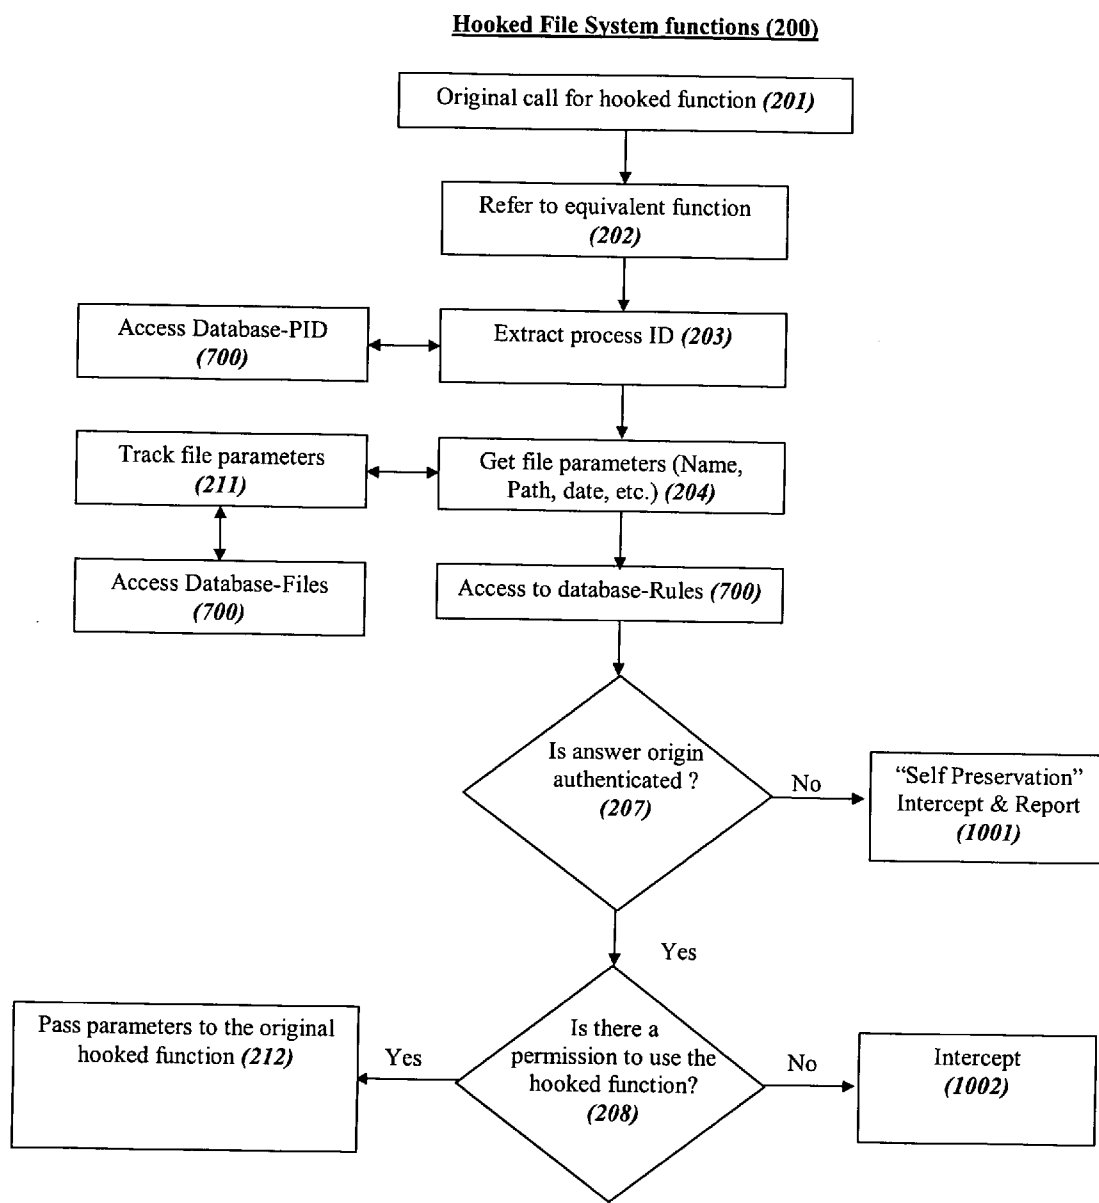 Hooked File System functions (200)
Original call for hooked function (201)
Refer to equivalent function
(202)
Access Database-PID
(700)
Extract process ID (203)
Track file parameters
(211)
Get file parameters (Name,
Path, date, etc.) (204)
Access Database-Files
(700)
Access to database-Rules (700)
Is answer origin
authenticated ?
(207)
No
“Self Preservation”
Intercept & Report
(1001)
Yes
Pass parameters to the original
hooked function (212)
Yes
Is there a
permission to use the
hooked function?
(208)
No
Intercept
(1002)